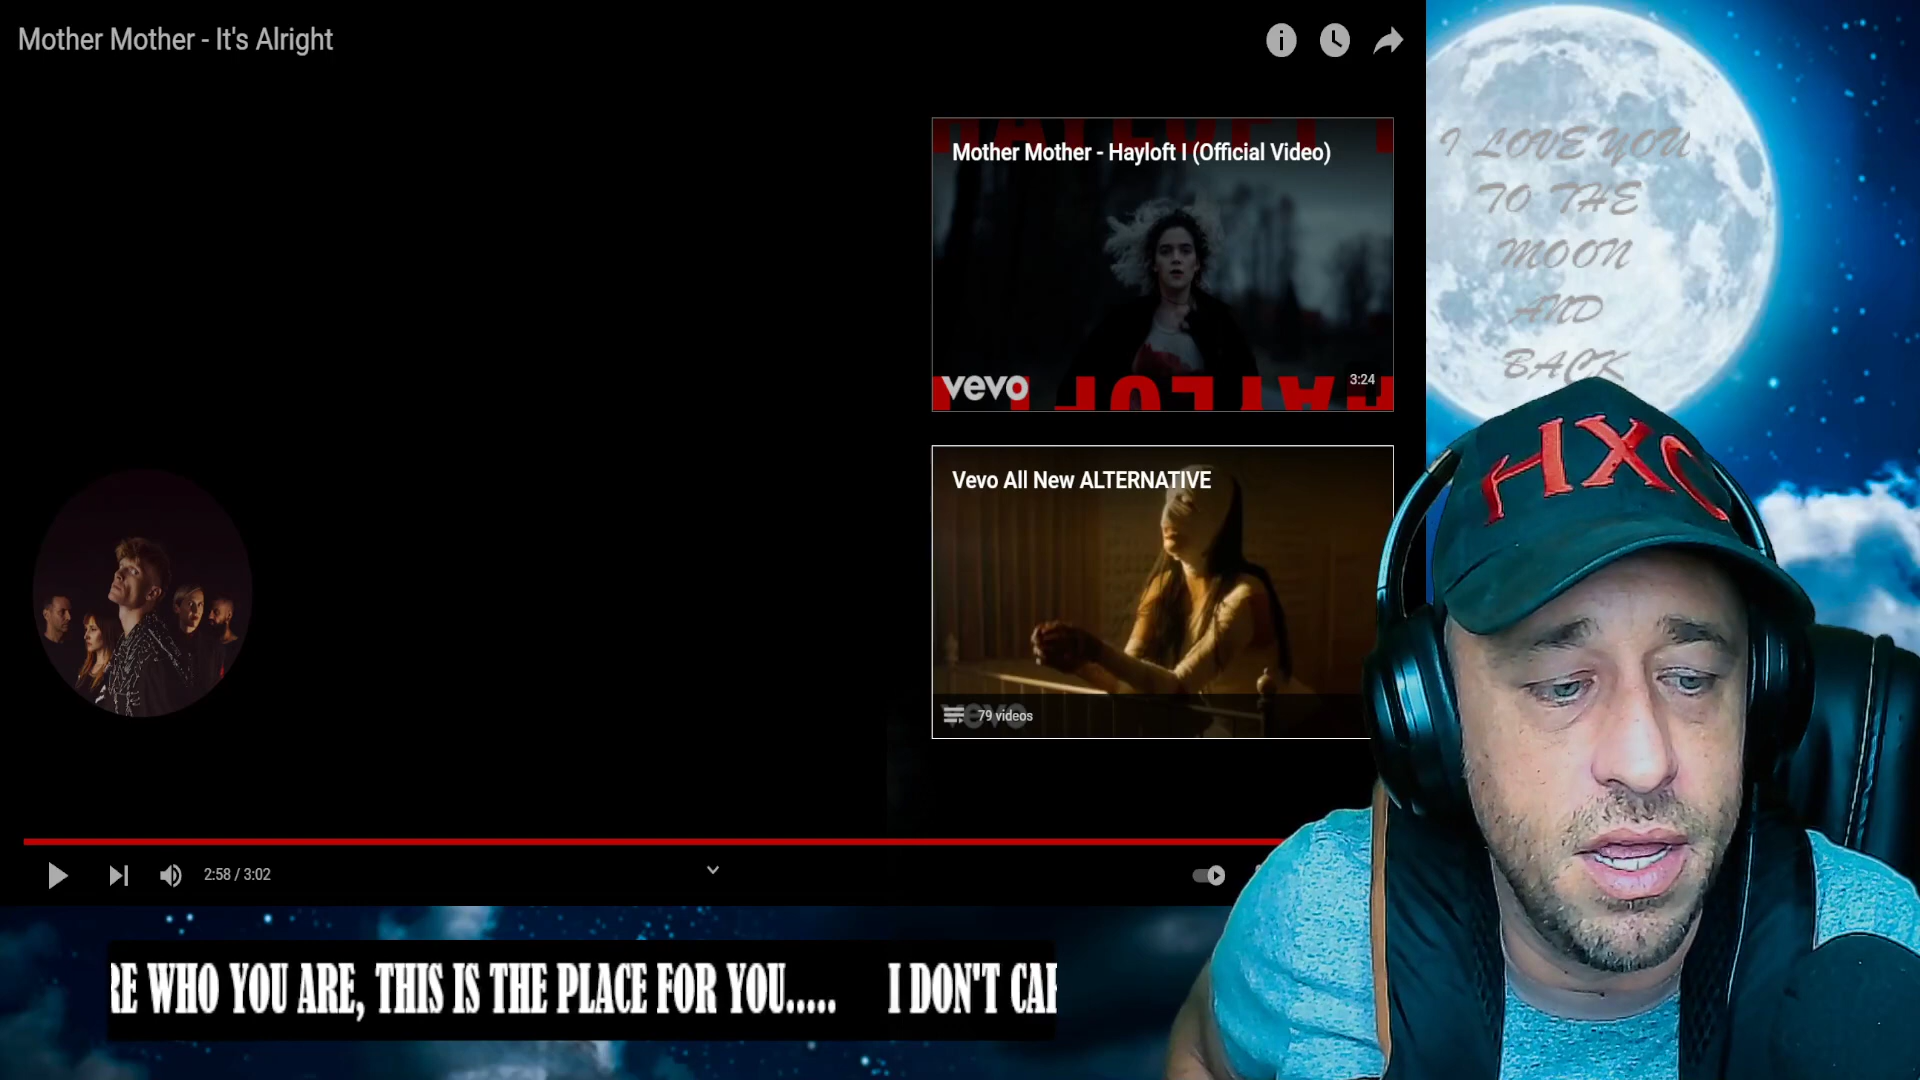 Mother Mother - It's Alright
Mother Mother - Hayloft I (Official Video)
vevo
3:24
Vevo All New ALTERNATIVE
79 videos
2:58 / 3:02
I LOVE YOU
TO THE
MOON
AND
BACK
HXC
RE WHO YOU ARE, THIS IS THE PLACE FOR YOU..... I DON'T CAR